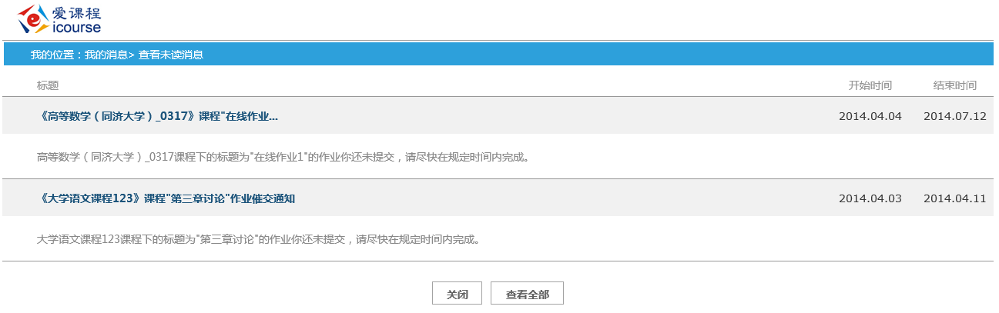 爱课程
icourse
我的位置：我的消息> 查看未读消息
标题 开始时间 结束时间
《高等数学（同济大学）_0317》课程"在线作业... 2014.04.04 2014.07.12
高等数学（同济大学）_0317课程下的标题为"在线作业1"的作业你还未提交，请尽快在规定时间内完成。
《大学语文课程123》课程"第三章讨论"作业催交通知 2014.04.03 2014.04.11
大学语文课程123课程下的标题为"第三章讨论"的作业你还未提交，请尽快在规定时间内完成。
关闭 查看全部